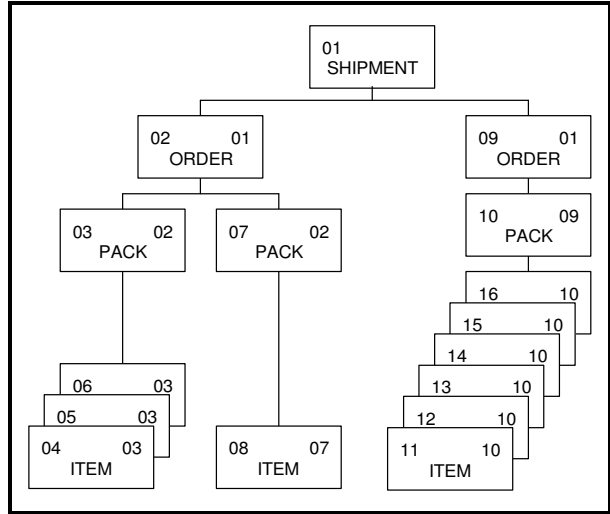 01
SHIPMENT
02 01
ORDER
09 01
ORDER
03 02
PACK
07 02
PACK
10 09
PACK
06 03
05 03
04 03
ITEM
08 07
ITEM
16 10
15 10
14 10
13 10
12 10
11 10
ITEM